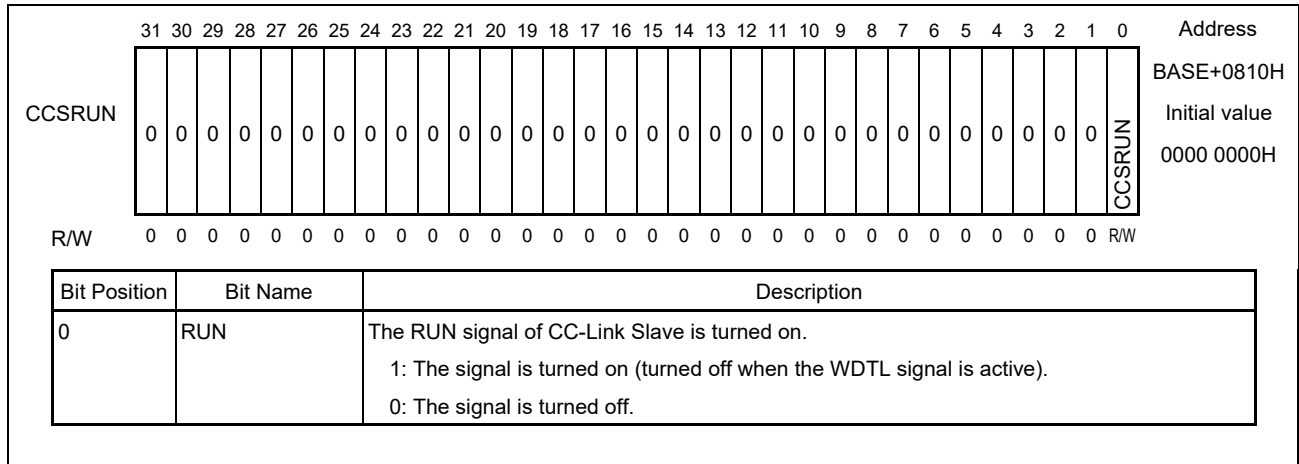 31 30 29 28 27 26 25 24 23 22 21 20 19 18 17 16 15 14 13 12 11 10 9 8 7 6 5 4 3 2 1 0 Address
BASE+0810H
CCSRUN
Initial value
0 0 0 0 0 0 0 0 0 0 0 0 0 0 0 0 0 0 0 0 0 0 0 0 0 0 0 0 0 0 0 CCSRUN
0000 0000H
R/W 0 0 0 0 0 0 0 0 0 0 0 0 0 0 0 0 0 0 0 0 0 0 0 0 0 0 0 0 0 0 0 R/W
Bit Position Bit Name Description
0 RUN The RUN signal of CC-Link Slave is turned on.
1: The signal is turned on (turned off when the WDTL signal is active).
0: The signal is turned off.